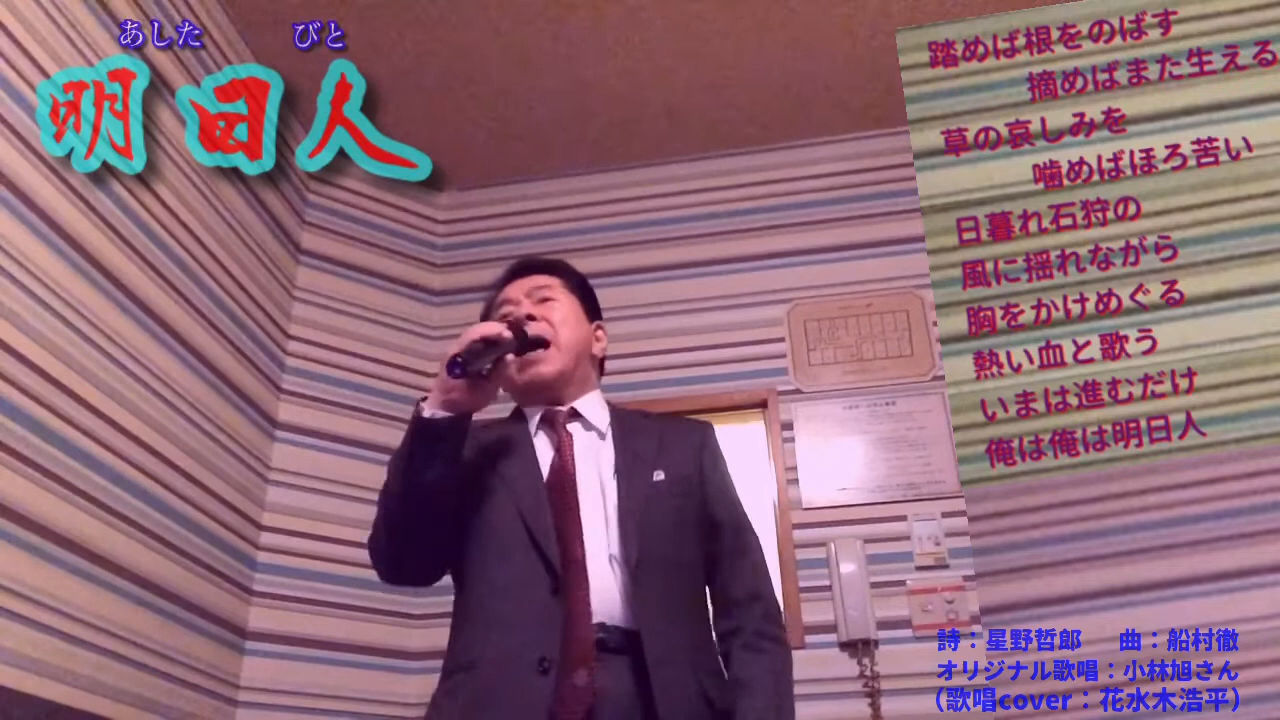 あした びと
明日人
踏めば根をのばす
摘めばまた生える
草の哀しみを
噛めばほろ苦い
日暮れ石狩の
風に揺れながら
胸をかけめぐる
熱い血と歌う
いまは進むだけ
俺は俺は明日人
詩：星野哲郎 曲：船村徹
オリジナル歌唱：小林旭さん
（歌唱cover：花水木浩平）